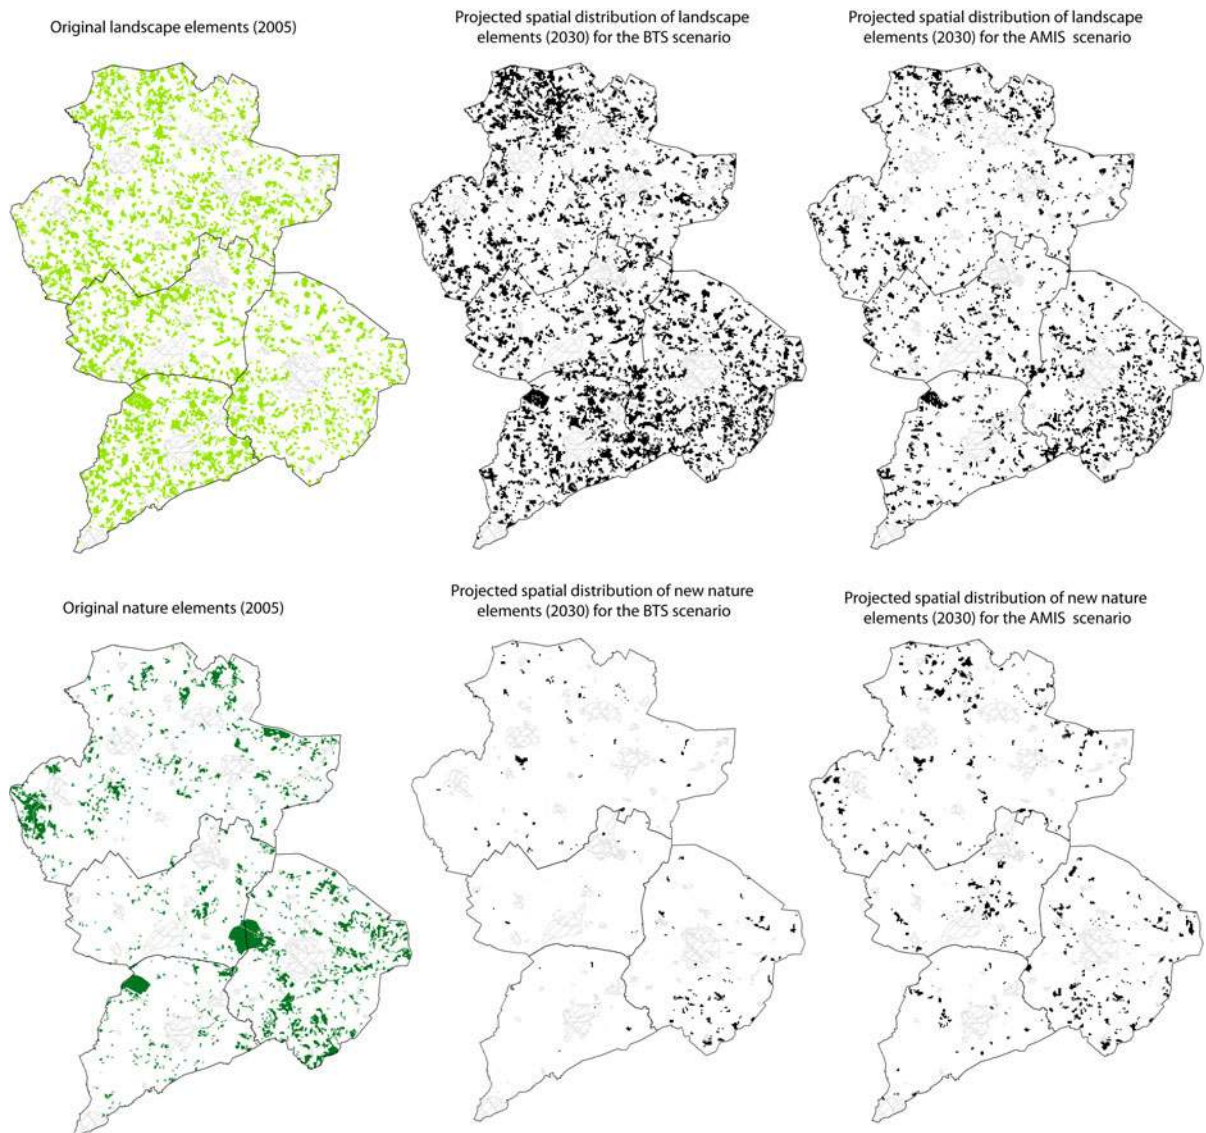 Original landscape elements (2005)
Projected spatial distribution of landscape
elements (2030) for the BTS scenario
Projected spatial distribution of landscape
elements (2030) for the AMIS scenario
Original nature elements (2005)
Projected spatial distribution of new nature
elements (2030) for the BTS scenario
Projected spatial distribution of new nature
elements (2030) for the AMIS scenario